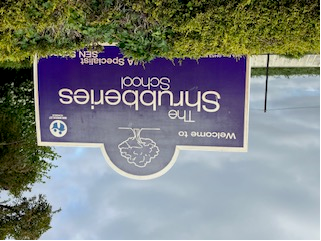 Welcome to
The
Shrubberies
School
A Specialist
SEN